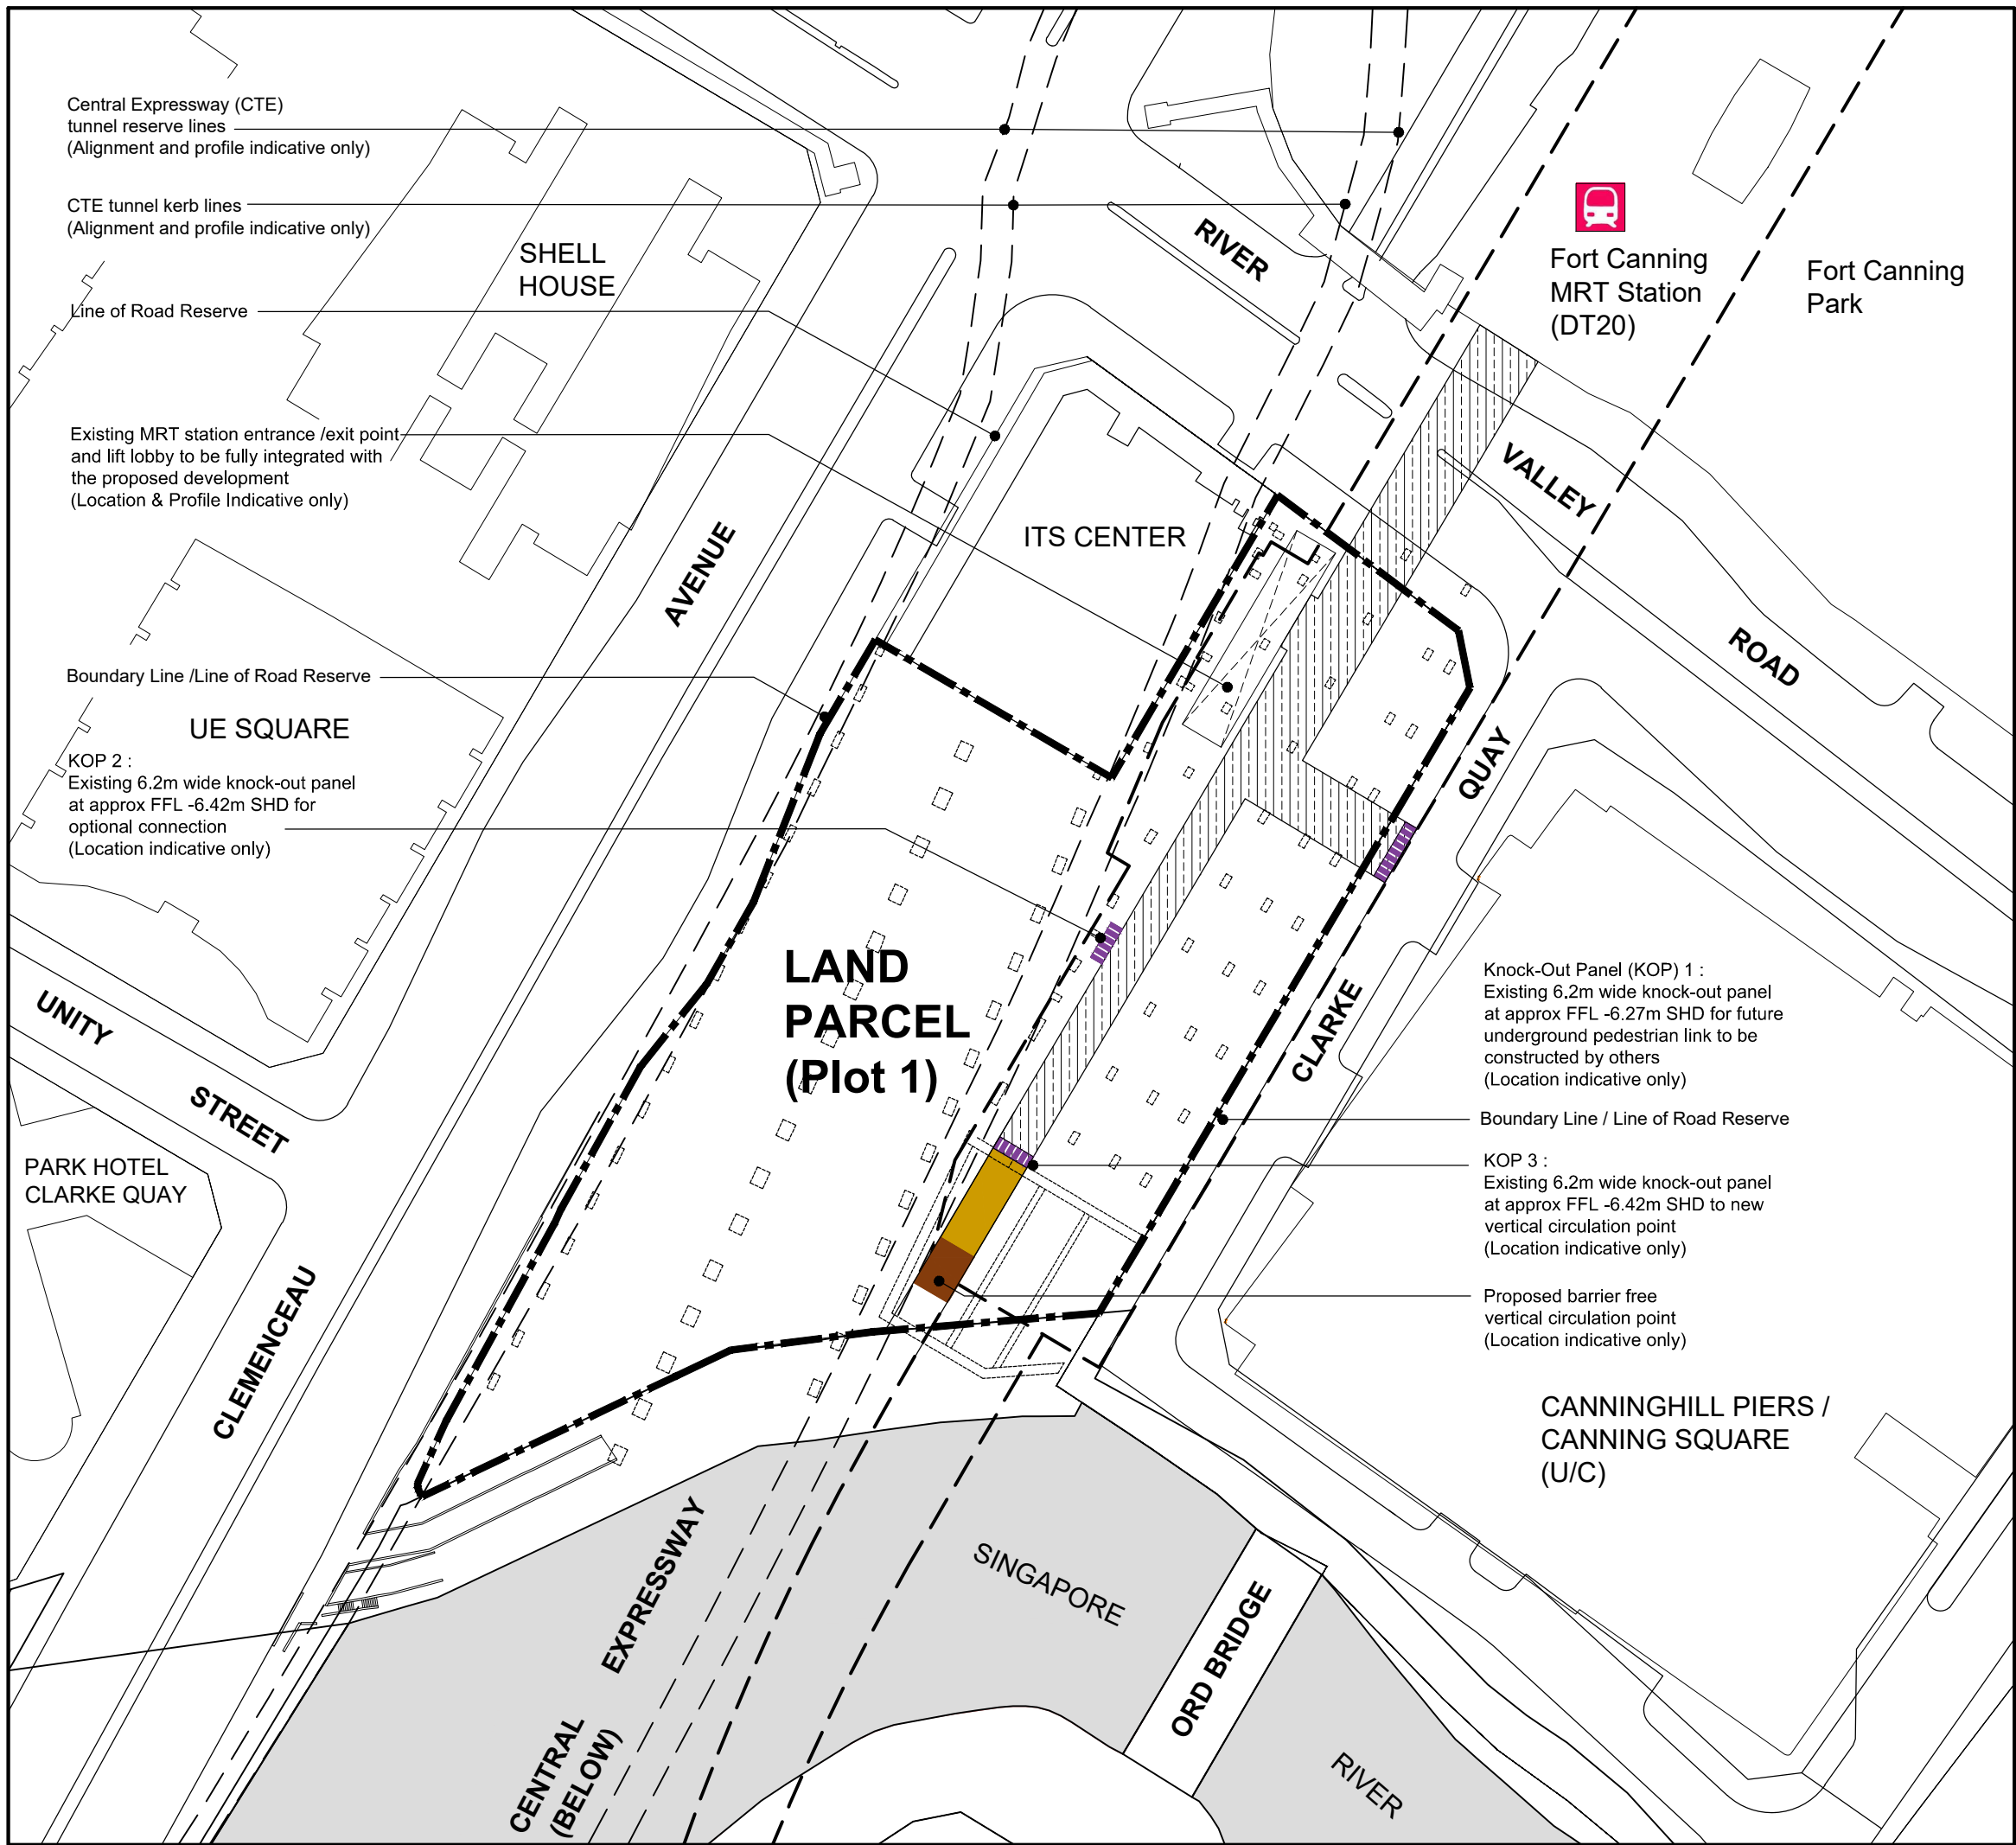 Central Expressway (CTE)
tunnel reserve lines
(Alignment and profile indicative only)
CTE tunnel kerb lines
(Alignment and profile indicative only)
SHELL
HOUSE
Line of Road Reserve
Existing MRT station entrance /exit point
and lift lobby to be fully integrated with
the proposed development
(Location & Profile Indicative only)
RIVER
VALLEY
ROAD
Fort Canning
MRT Station
(DT20)
Fort Canning
Park
ITS CENTER
AVENUE
Boundary Line /Line of Road Reserve
UE SQUARE
KOP 2 :
Existing 6.2m wide knock-out panel
at approx FFL -6.42m SHD for
optional connection
(Location indicative only)
QUAY
LAND
PARCEL
(Plot 1)
CLARKE
Knock-Out Panel (KOP) 1 :
Existing 6.2m wide knock-out panel
at approx FFL -6.27m SHD for future
underground pedestrian link to be
constructed by others
(Location indicative only)
Boundary Line / Line of Road Reserve
KOP 3 :
Existing 6.2m wide knock-out panel
at approx FFL -6.42m SHD to new
vertical circulation point
(Location indicative only)
Proposed barrier free
vertical circulation point
(Location indicative only)
UNITY
STREET
PARK HOTEL
CLARKE QUAY
CLEMENCEAU
CANNINGHILL PIERS /
CANNING SQUARE
(U/C)
EXPRESSWAY
CENTRAL
(BELOW)
SINGAPORE
ORD BRIDGE
RIVER